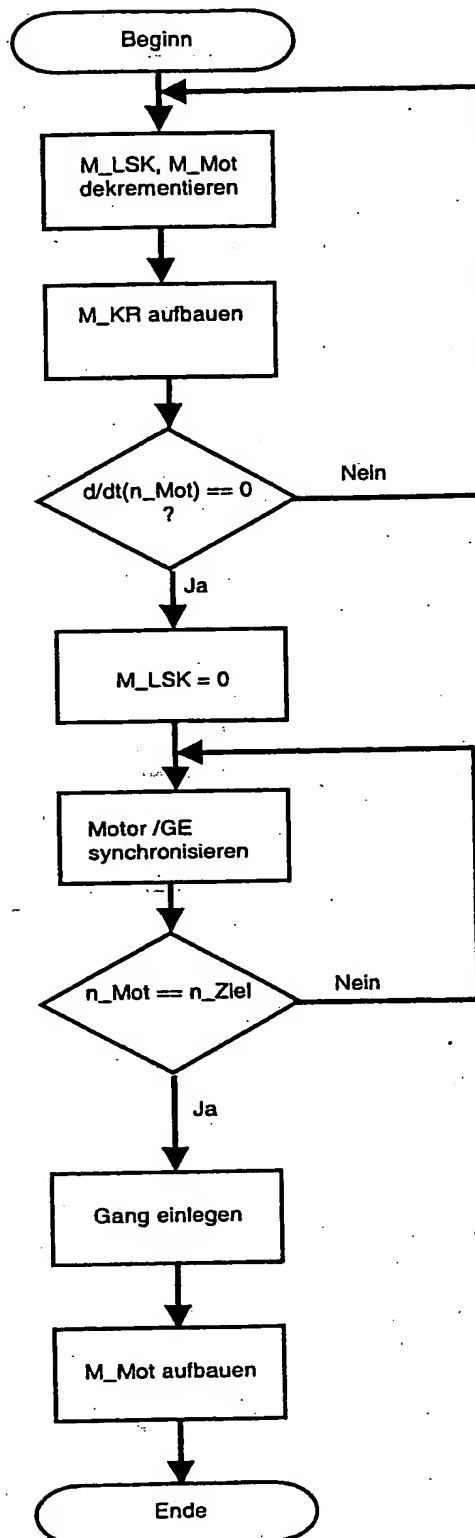 Beginn
M_LSK, M_Mot
dekrementieren
M_KR aufbauen
d/dt(n_Mot) == 0
?
Nein
Ja
M_LSK = 0
Motor /GE
synchronisieren
n_Mot == n_Ziel
Nein
Ja
Gang einlegen
M_Mot aufbauen
Ende